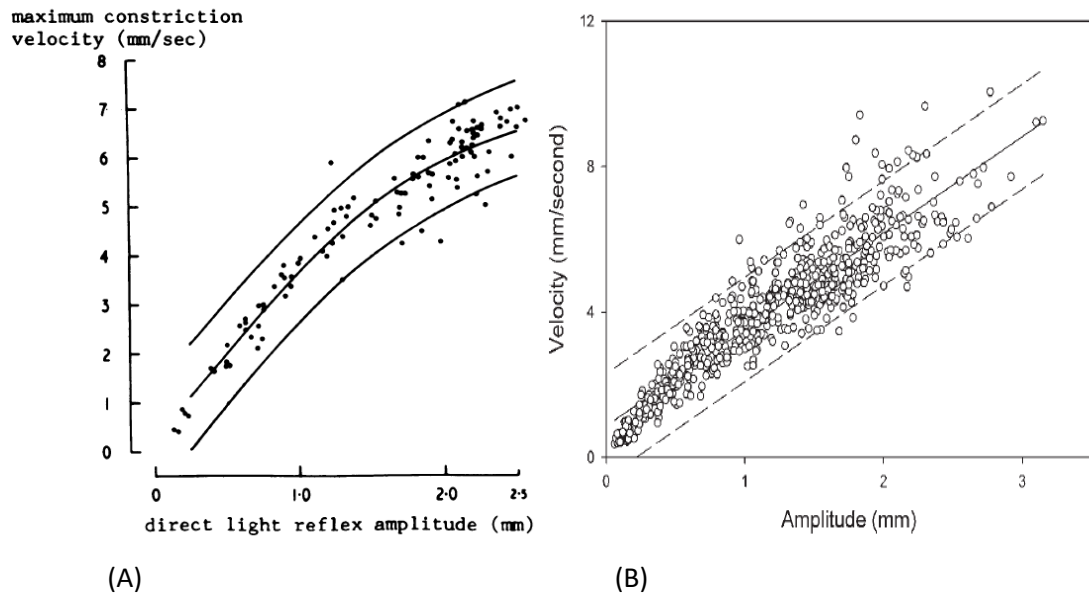 maximum constriction
velocity (mm/sec)
8
7
6
5
4
3
2
1
0
0 1·0 2·0 2·5
direct light reflex amplitude (mm)
(A)
12
8
4
0
Velocity (mm/second)
0 1 2 3
Amplitude (mm)
(B)